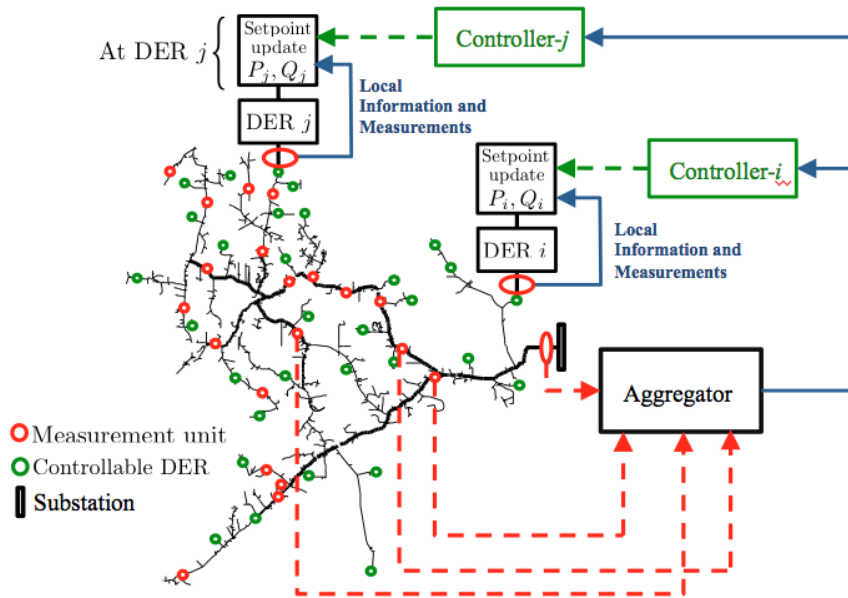 At DER j
Setpoint
update
P_j, Q_j
Controller-j
Local
Information and
Measurements
DER j
Setpoint
update
P_i, Q_i
Controller-i
Local
Information and
Measurements
DER i
Aggregator
Measurement unit
Controllable DER
Substation